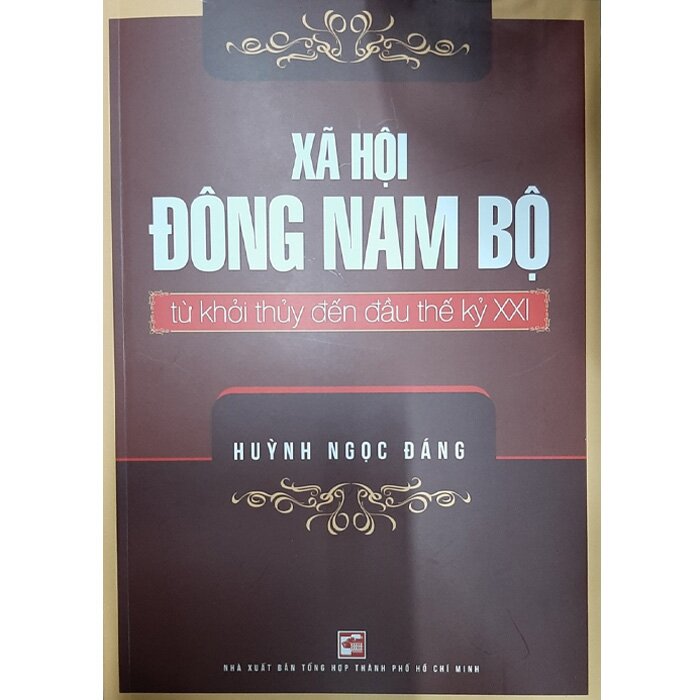 XÃ HỘI
ĐÔNG NAM BỘ
từ khởi thủy đến đầu thế kỷ XXI
HUỲNH NGỌC ĐÁNG
NHÀ XUẤT BẢN TỔNG HỢP THÀNH PHỐ HỒ CHÍ MINH